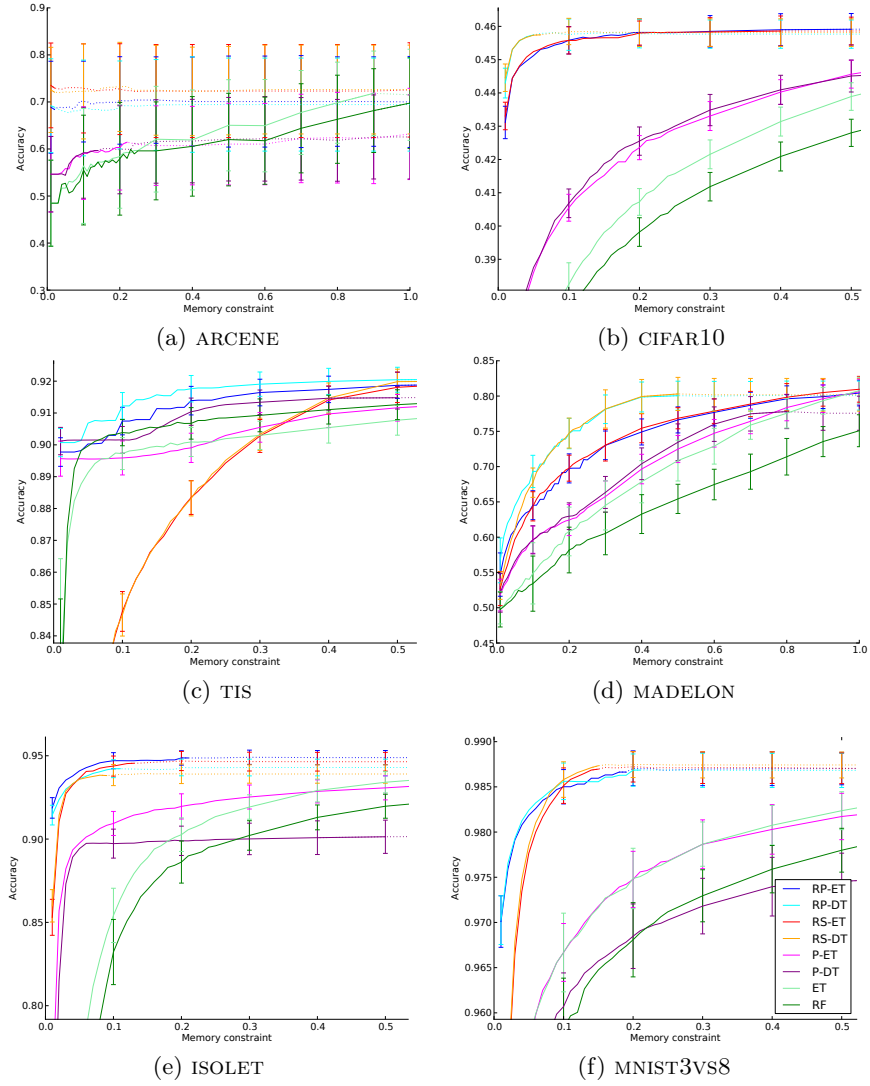 0.9
0.8
0.7
0.6
0.5
0.4
0.3
Accuracy
0.0 0.2 0.4 0.6 0.8 1.0
Memory constraint
(a) ARCENE
0.46
0.45
0.44
0.43
0.42
0.41
0.40
0.39
Accuracy
0.0 0.1 0.2 0.3 0.4 0.5
Memory constraint
(b) CIFAR10
0.92
0.91
0.90
0.89
0.88
0.87
0.86
0.85
0.84
Accuracy
0.0 0.1 0.2 0.3 0.4 0.5
Memory constraint
(c) TIS
0.85
0.80
0.75
0.70
0.65
0.60
0.55
0.50
0.45
Accuracy
0.0 0.2 0.4 0.6 0.8 1.0
Memory constraint
(d) MADELON
0.95
0.90
0.85
0.80
Accuracy
0.0 0.1 0.2 0.3 0.4 0.5
Memory constraint
(e) ISOLET
0.990
0.985
0.980
0.975
0.970
0.965
0.960
Accuracy
0.0 0.1 0.2 0.3 0.4 0.5
Memory constraint
RP-ET
RP-DT
RS-ET
RS-DT
P-ET
P-DT
ET
RF
(f) MNIST3VS8